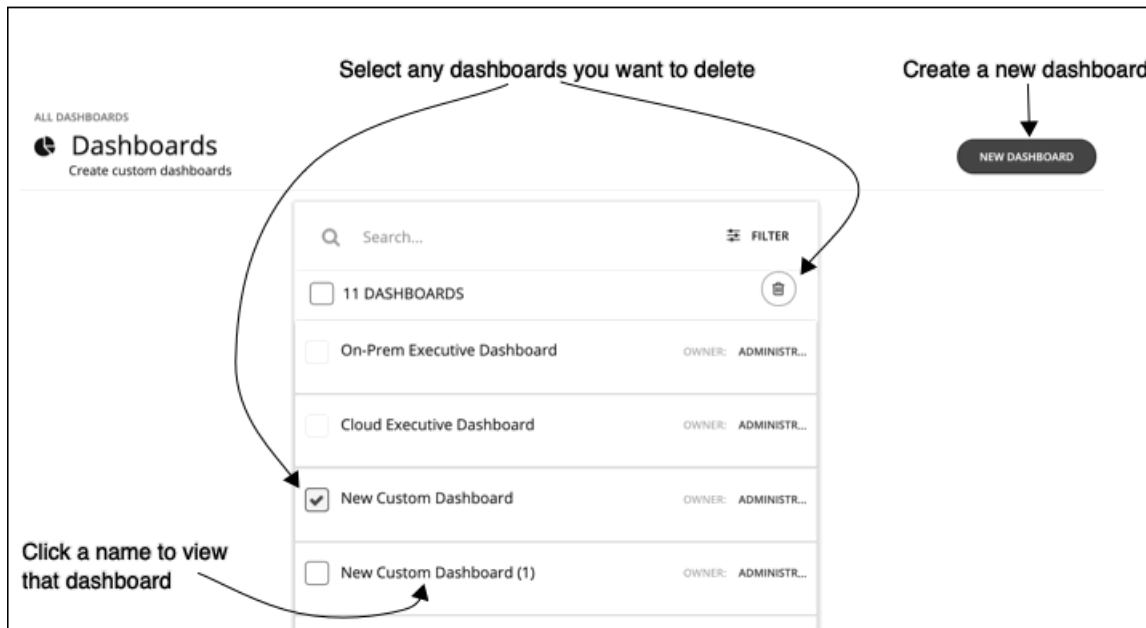 Select any dashboards you want to delete
Create a new dashboard
ALL DASHBOARDS
Dashboards
Create custom dashboards
NEW DASHBOARD
Search...
FILTER
11 DASHBOARDS
On-Prem Executive Dashboard
OWNER: ADMINISTR...
Cloud Executive Dashboard
OWNER: ADMINISTR...
New Custom Dashboard
OWNER: ADMINISTR...
Click a name to view
that dashboard
New Custom Dashboard (1)
OWNER: ADMINISTR...